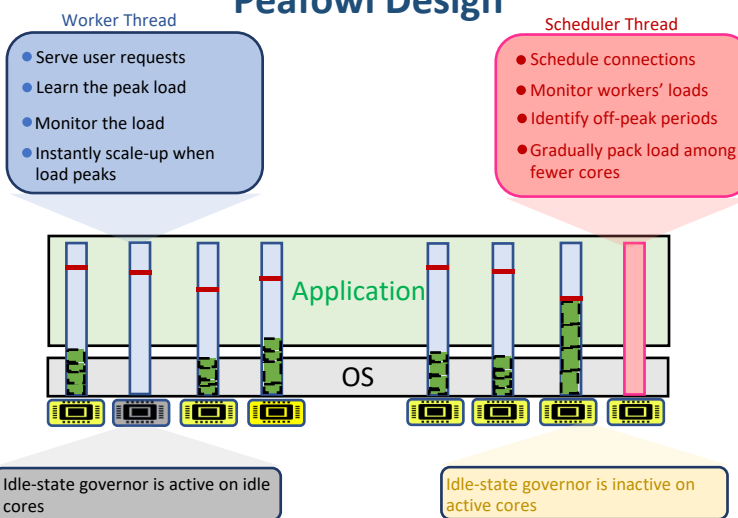 Peafowl Design
Worker Thread
Serve user requests
Learn the peak load
Monitor the load
Instantly scale-up when
load peaks
Scheduler Thread
Schedule connections
Monitor workers' loads
Identify off-peak periods
Gradually pack load among
fewer cores
Application
OS
Idle-state governor is active on idle
cores
Idle-state governor is inactive on
active cores